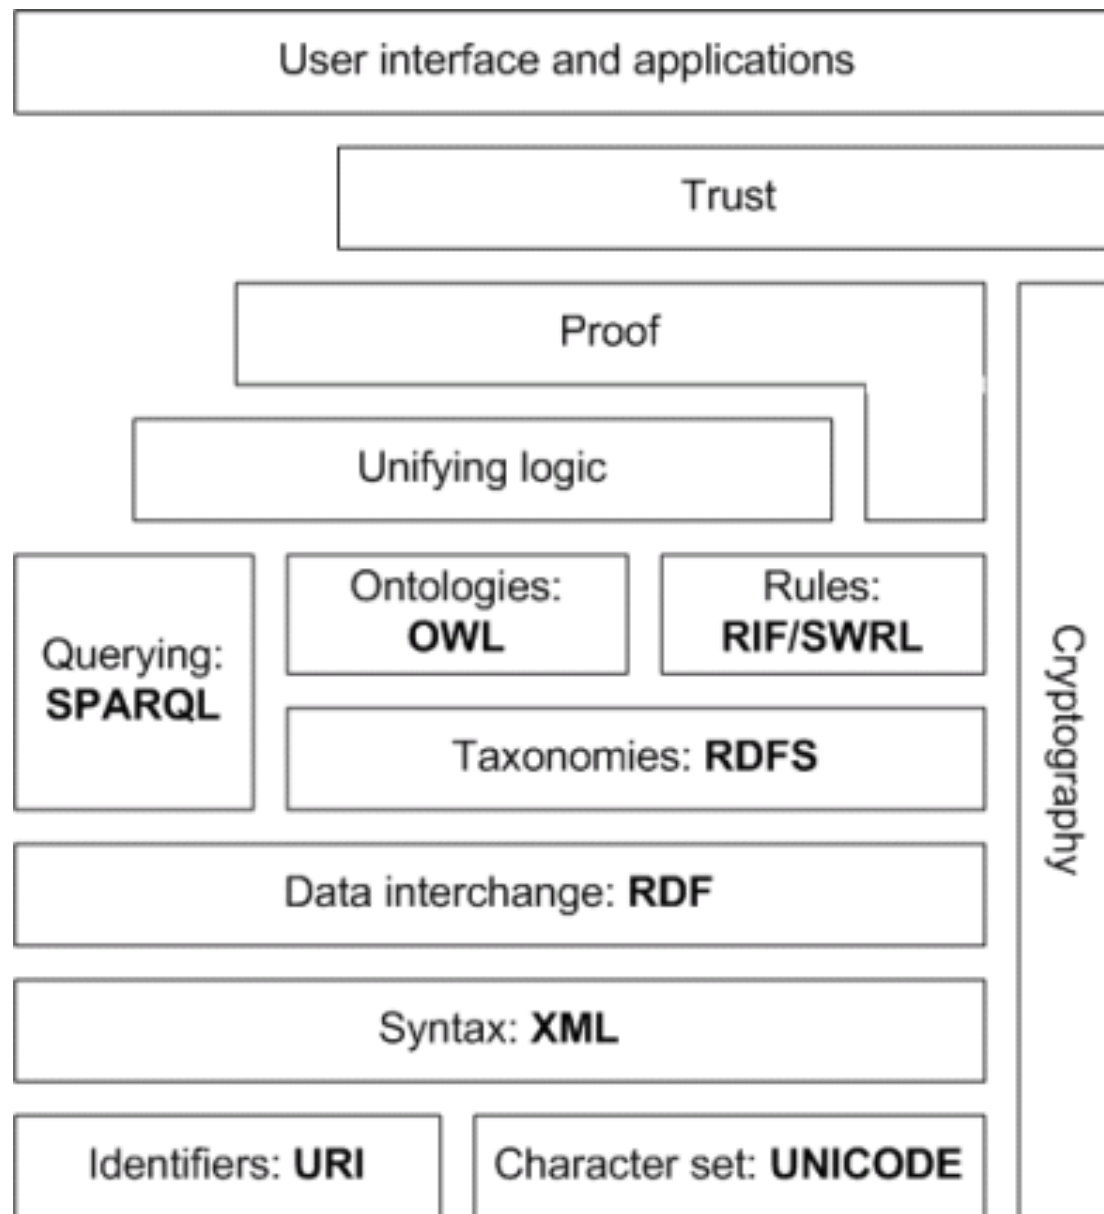 User interface and applications
Trust
Proof
Unifying logic
Querying:
SPARQL
Ontologies:
OWL
Rules:
RIF/SWRL
Taxonomies: RDFS
Cryptography
Data interchange: RDF
Syntax: XML
Identifiers: URI
Character set: UNICODE